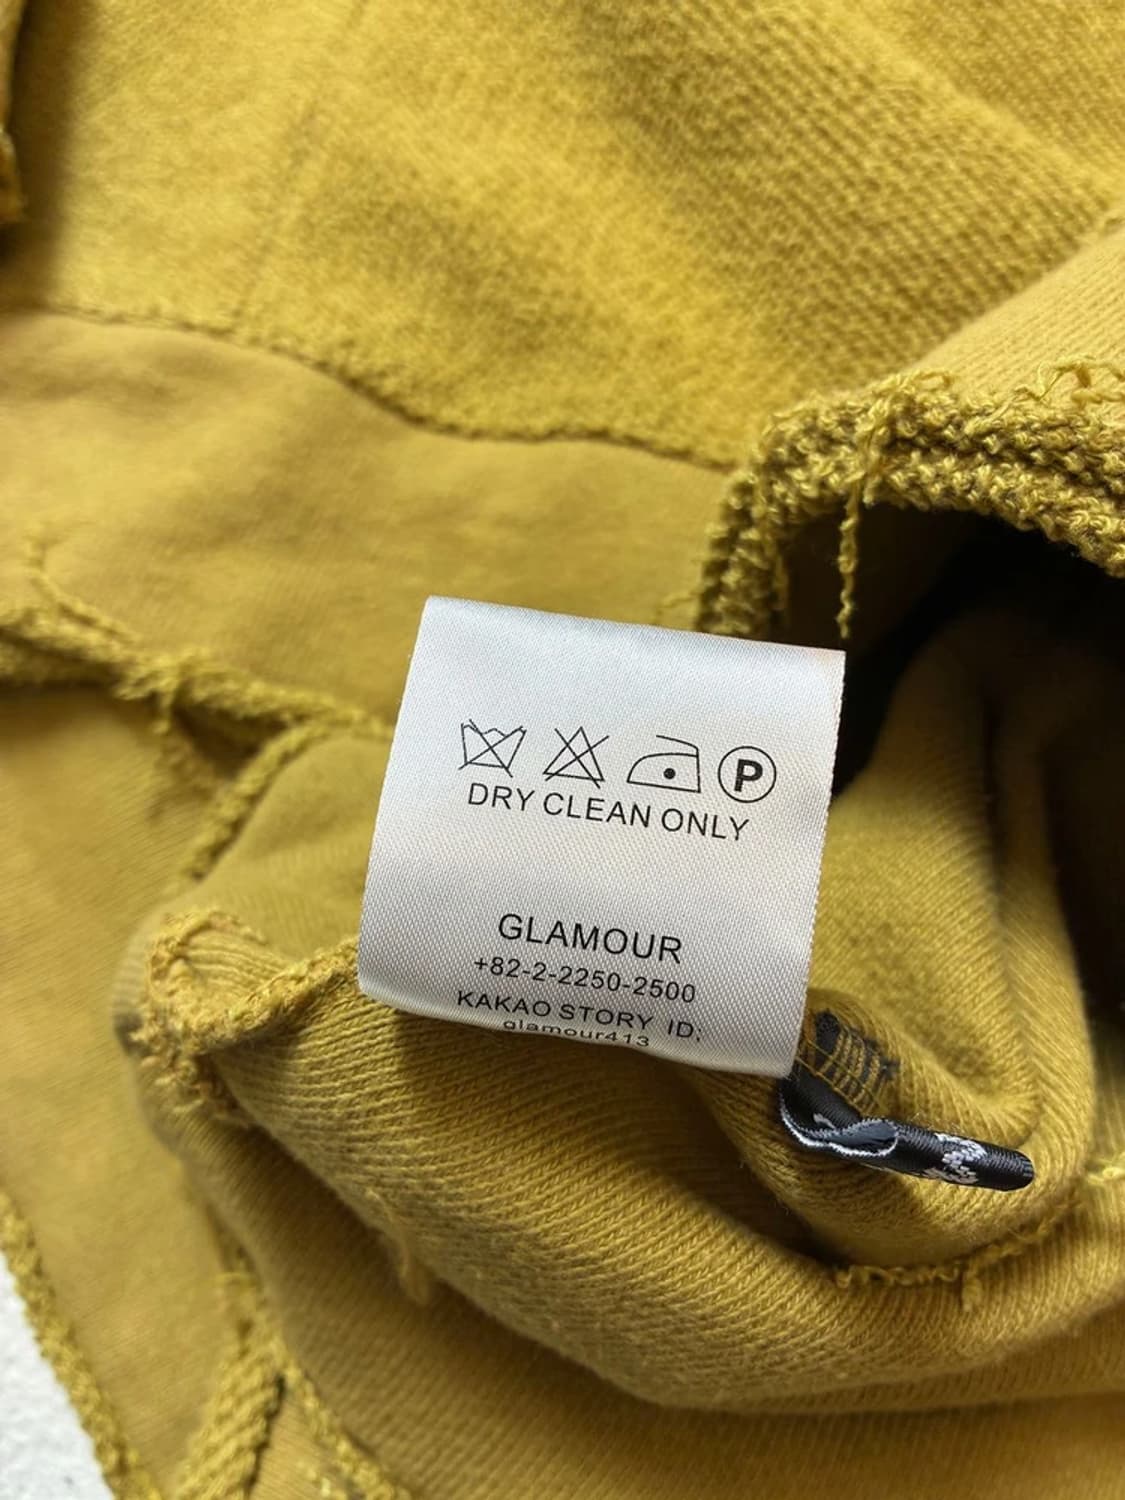 P
DRY CLEAN ONLY
GLAMOUR
+82-2-2250-2500
KAKAO STORY ID:
glamour413